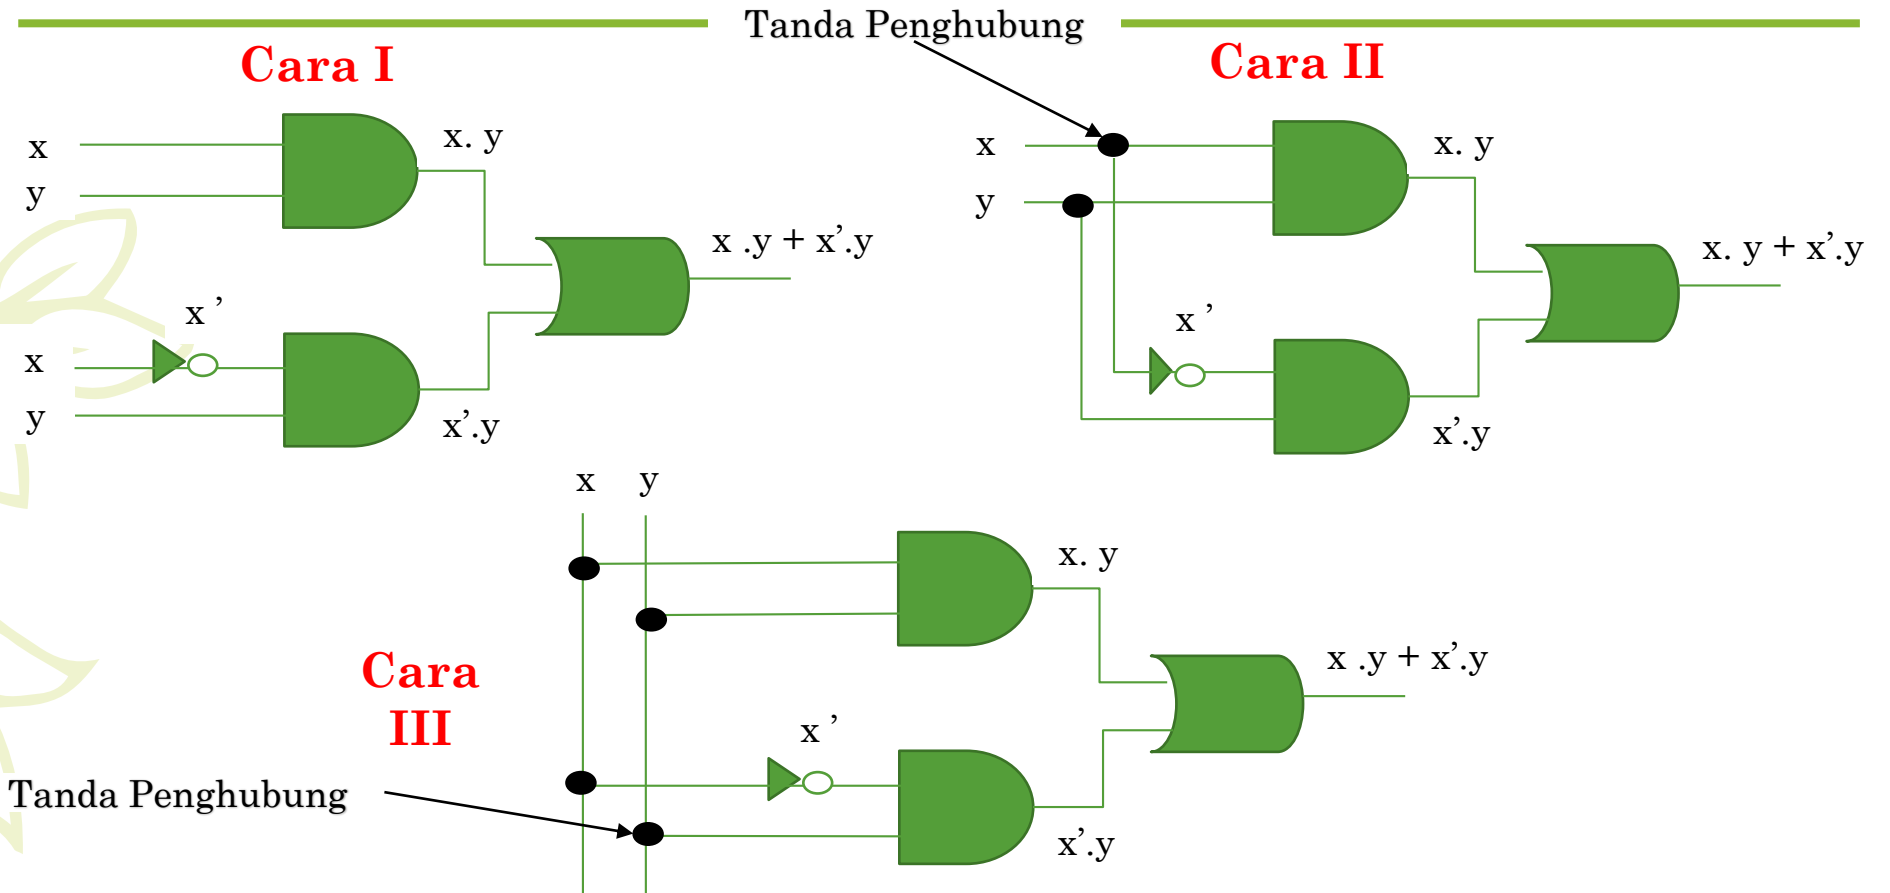 Tanda Penghubung
Cara I
x
y
x. y
x ’
x
y
x’.y
x .y + x’.y
Cara II
x
y
x. y
x ’
x’.y
x. y + x’.y
x y
Cara
III
x. y
x ’
x’.y
x .y + x’.y
Tanda Penghubung